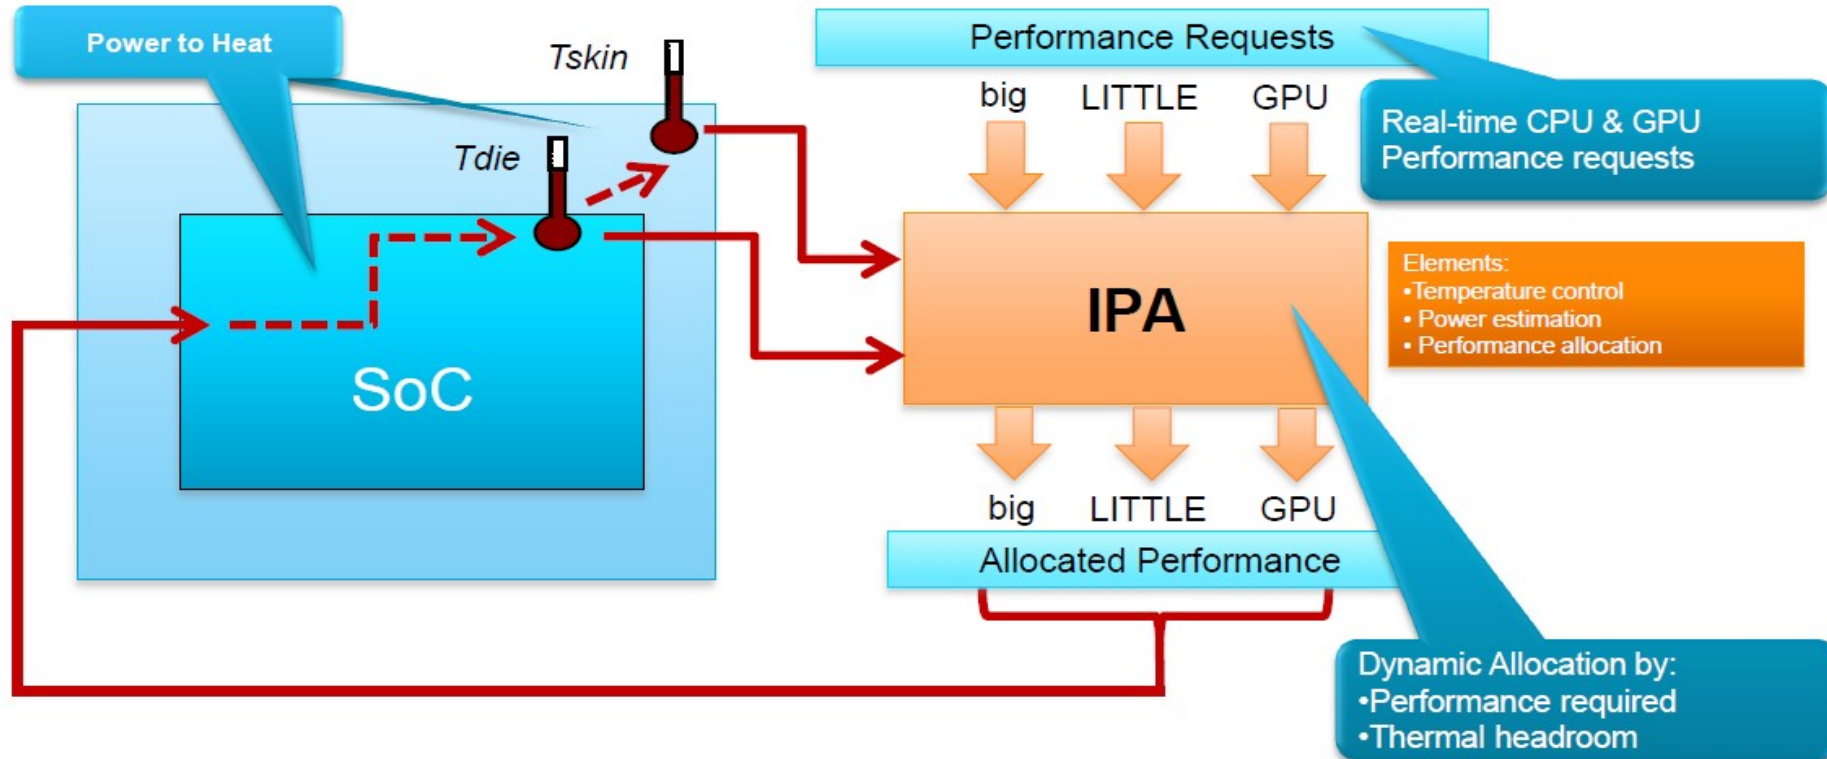 Power to Heat
Tskin
Tdie
SoC
Performance Requests
big LITTLE GPU
Real-time CPU & GPU
Performance requests
IPA
Elements:
•Temperature control
• Power estimation
• Performance allocation
big LITTLE GPU
Allocated Performance
Dynamic Allocation by:
•Performance required
•Thermal headroom